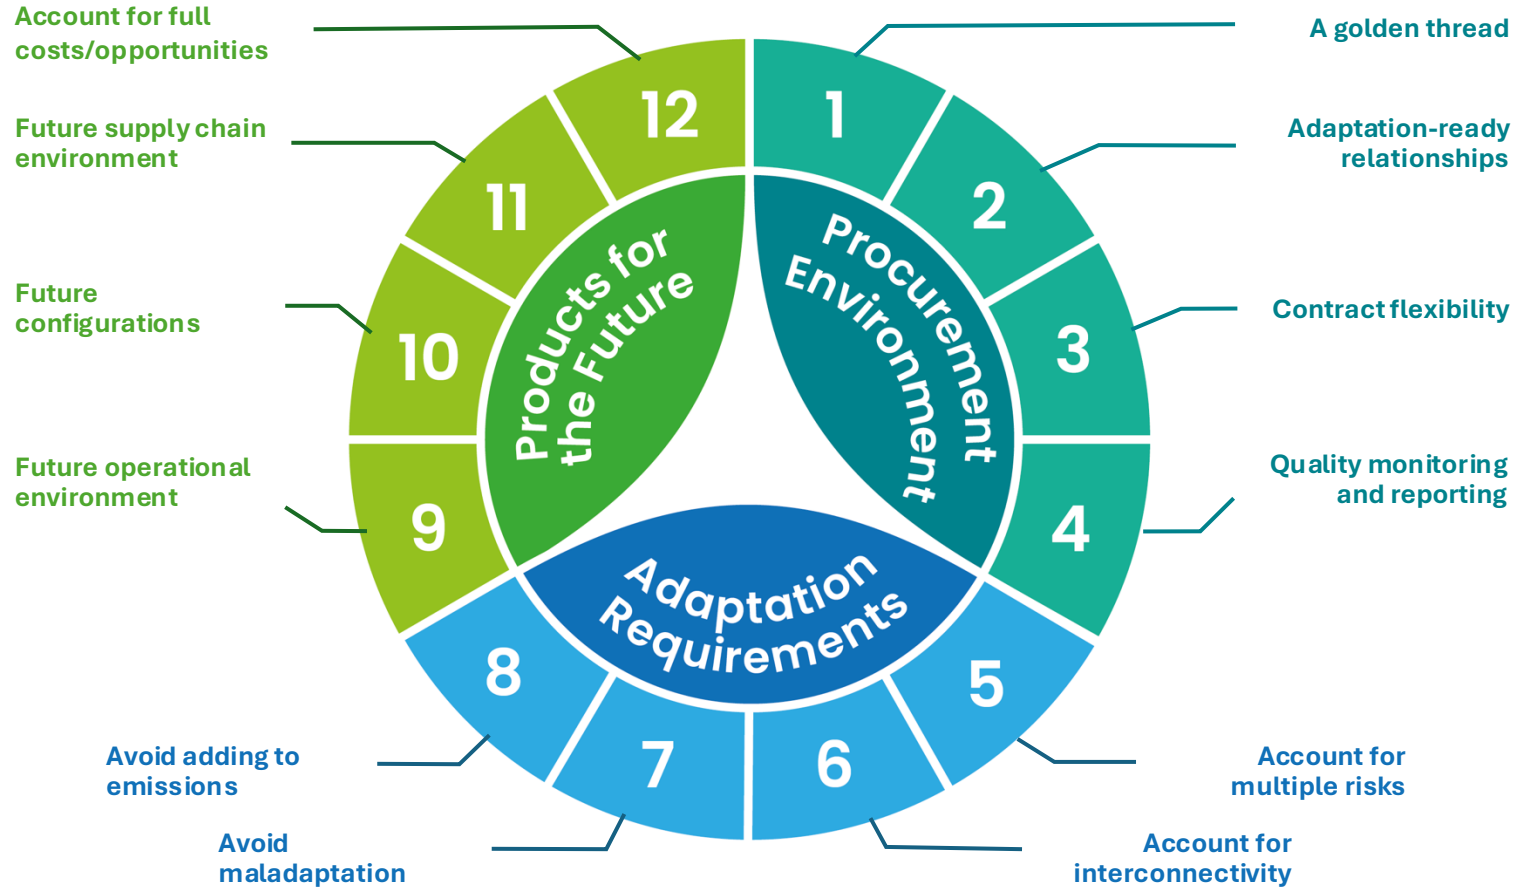 Account for full
costs/opportunities
Future supply chain
environment
Future
configurations
Future operational
environment
Avoid adding to
emissions
Avoid
maladaptation
A golden thread
Adaptation-ready
relationships
Contract flexibility
Quality monitoring
and reporting
Account for
multiple risks
Account for
interconnectivity
1
2
3
4
5
6
7
8
9
10
11
12
Products for
the Future
Procurement
Environment
Adaptation
Requirements